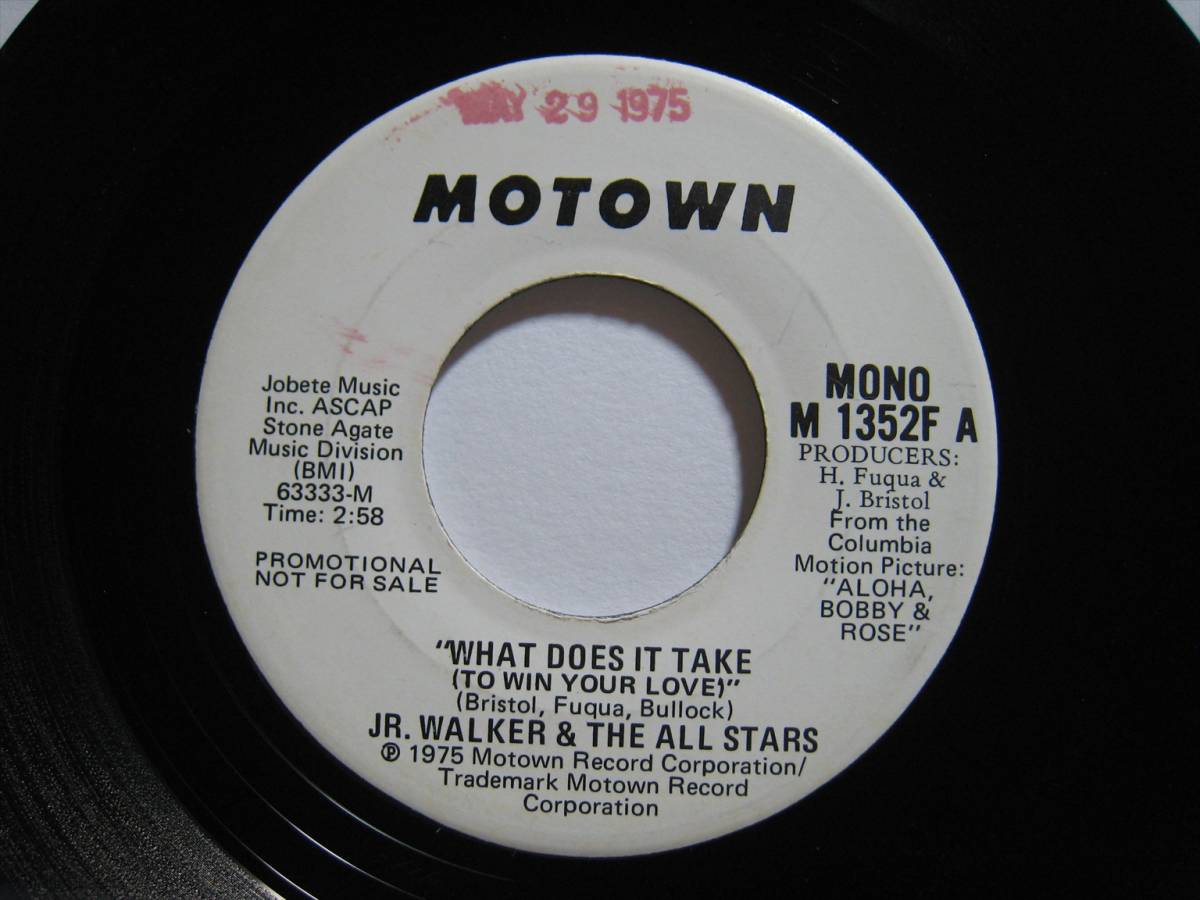 MAY 29 1975
MOTOWN
Jobete Music
Inc. ASCAP
Stone Agate
Music Division
(BMI)
63333-M
Time: 2:58
PROMOTIONAL
NOT FOR SALE
MONO
M 1352F A
PRODUCERS:
H. Fuqua &
J. Bristol
From the
Columbia
Motion Picture:
"ALOHA,
BOBBY &
ROSE"
"WHAT DOES IT TAKE
(TO WIN YOUR LOVE)"
(Bristol, Fuqua, Bullock)
JR. WALKER & THE ALL STARS
℗ 1975 Motown Record Corporation/
Trademark Motown Record
Corporation